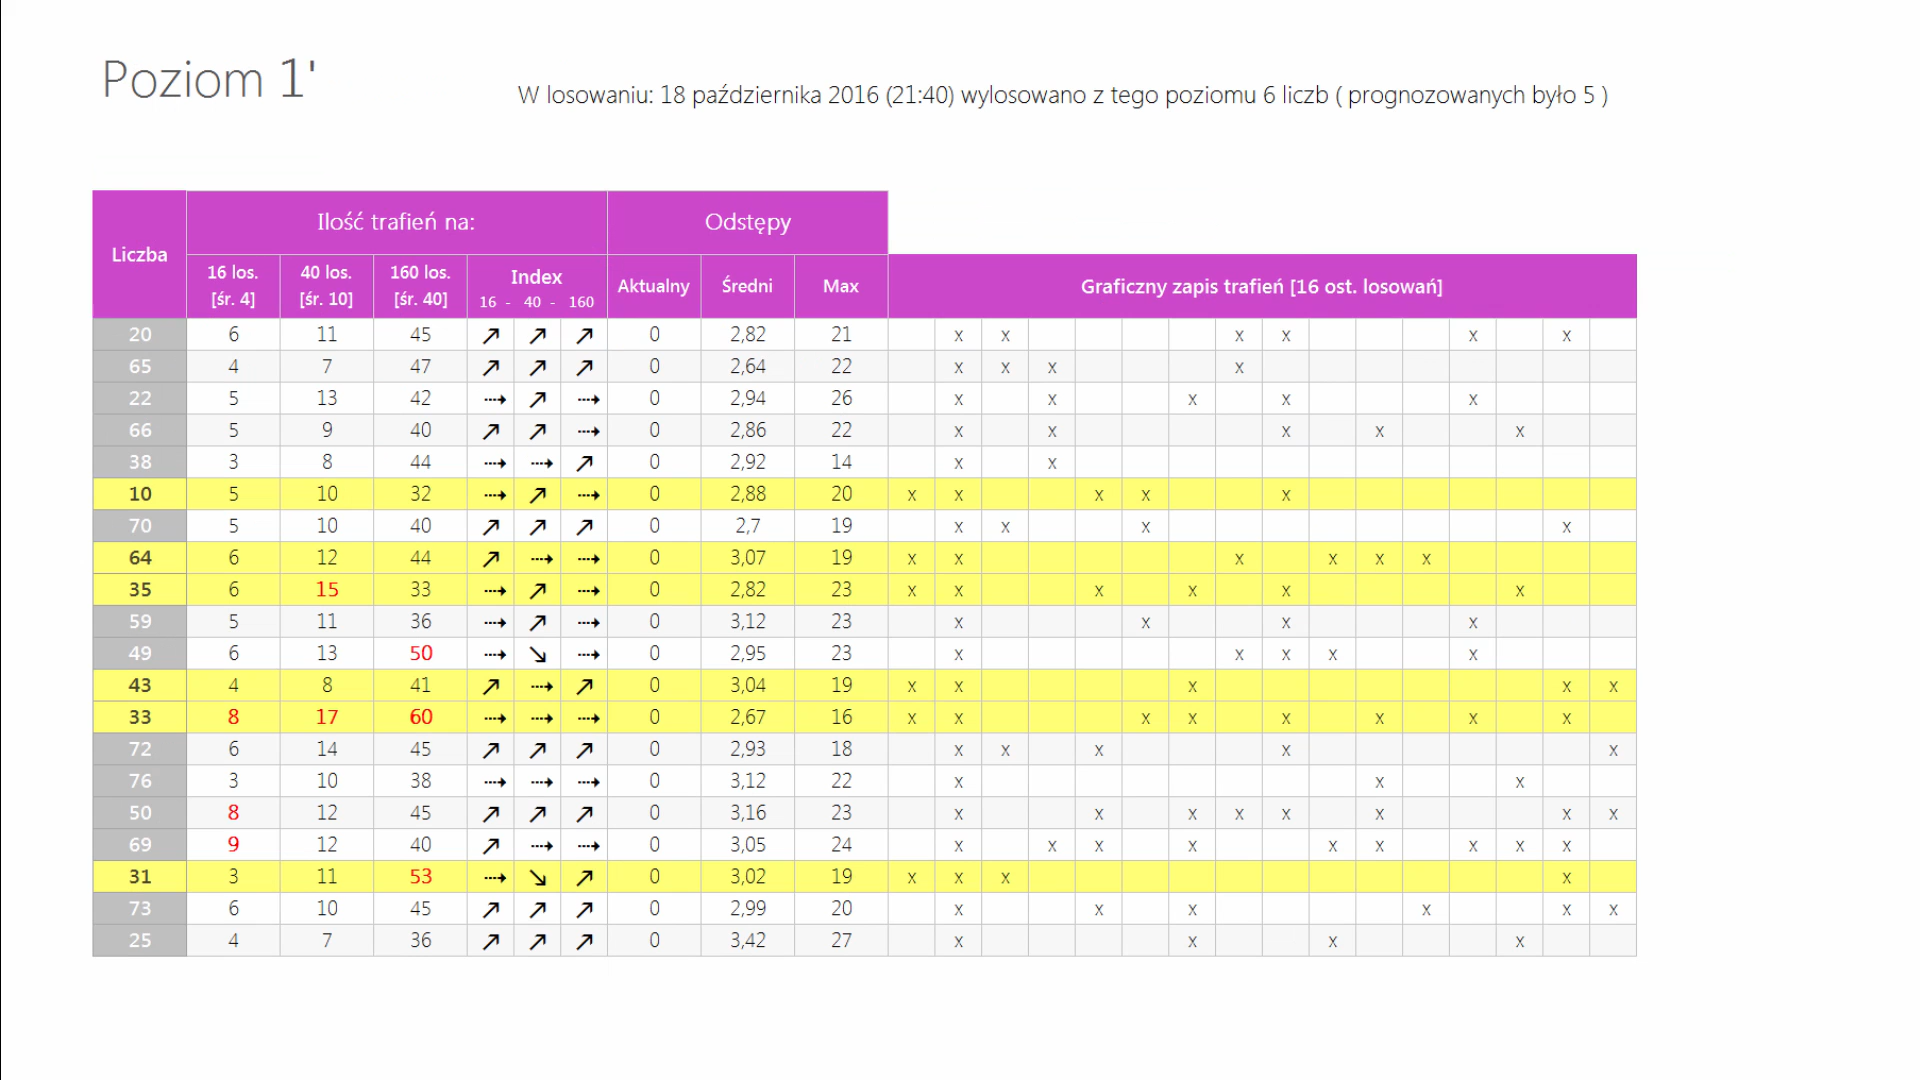 Poziom 1'
W losowaniu: 18 października 2016 (21:40) wylosowano z tego poziomu 6 liczb ( prognozowanych było 5 )
Liczba Ilość trafień na: Odstępy
16 los. [śr. 4] 40 los. [śr. 10] 160 los. [śr. 40] Index 16 - 40 - 160 Aktualny Średni Max Graficzny zapis trafień [16 ost. losowań]
20 6 11 45 ↗ ↗ ↗ 0 2,82 21 x x x x x x
65 4 7 47 ↗ ↗ ↗ 0 2,64 22 x x x x
22 5 13 42 ⇢ ↗ ⇢ 0 2,94 26 x x x x x
66 5 9 40 ↗ ↗ ⇢ 0 2,86 22 x x x x x
38 3 8 44 ⇢ ⇢ ↗ 0 2,92 14 x x
10 5 10 32 ⇢ ↗ ⇢ 0 2,88 20 x x x x x
70 5 10 40 ↗ ↗ ↗ 0 2,7 19 x x x x
64 6 12 44 ↗ ⇢ ⇢ 0 3,07 19 x x x x x x
35 6 15 33 ⇢ ↗ ⇢ 0 2,82 23 x x x x x x
59 5 11 36 ⇢ ↗ ⇢ 0 3,12 23 x x x x
49 6 13 50 ⇢ ↘ ⇢ 0 2,95 23 x x x x x
43 4 8 41 ↗ ⇢ ↗ 0 3,04 19 x x x x x
33 8 17 60 ⇢ ⇢ ⇢ 0 2,67 16 x x x x x x x x
72 6 14 45 ↗ ↗ ↗ 0 2,93 18 x x x x x
76 3 10 38 ⇢ ⇢ ⇢ 0 3,12 22 x x x
50 8 12 45 ↗ ↗ ↗ 0 3,16 23 x x x x x x x x
69 9 12 40 ↗ ⇢ ⇢ 0 3,05 24 x x x x x x x x x
31 3 11 53 ⇢ ↘ ↗ 0 3,02 19 x x x x
73 6 10 45 ↗ ↗ ↗ 0 2,99 20 x x x x x x
25 4 7 36 ↗ ↗ ↗ 0 3,42 27 x x x x